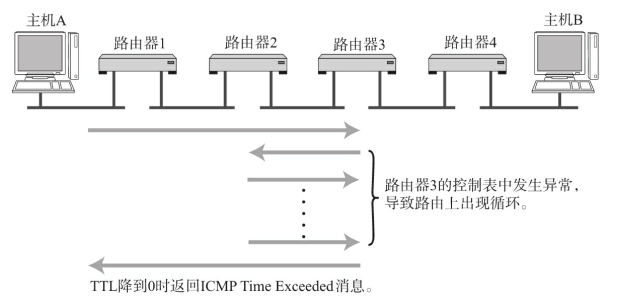 主机A
主机B
路由器1
路由器2
路由器3
路由器4
路由器3的控制表中发生异常，
导致路由上出现循环。
TTL降到0时返回ICMP Time Exceeded消息。